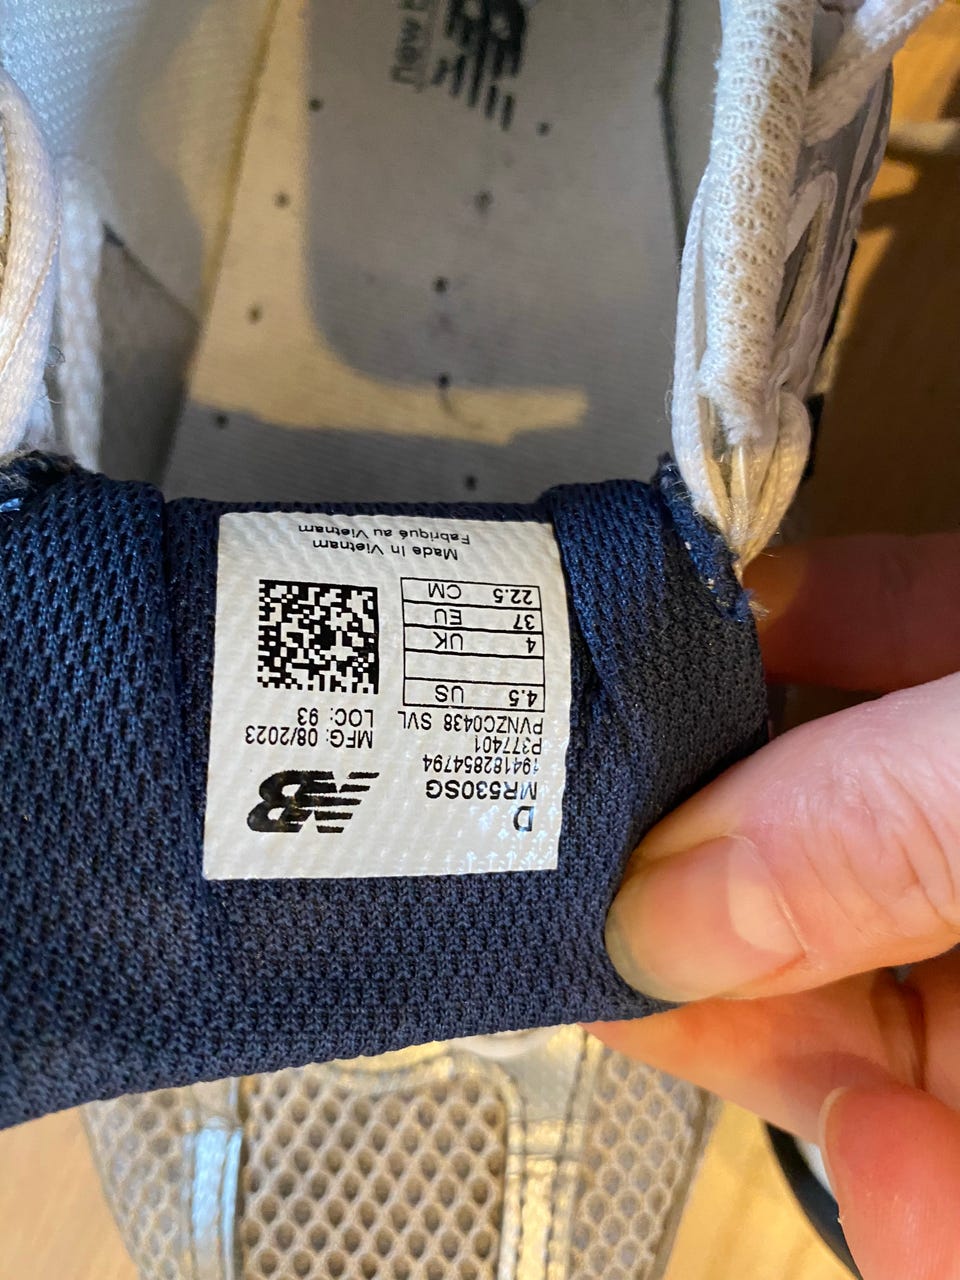 D
MR530SG
194182854794
P377401
PVNZC0438 SVL
NB
MFG: 08/2023
LOC: 93
4.5 US
4 UK
37 EU
22.5 CM
Made in Vietnam
Fabriqué au Vietnam
new b